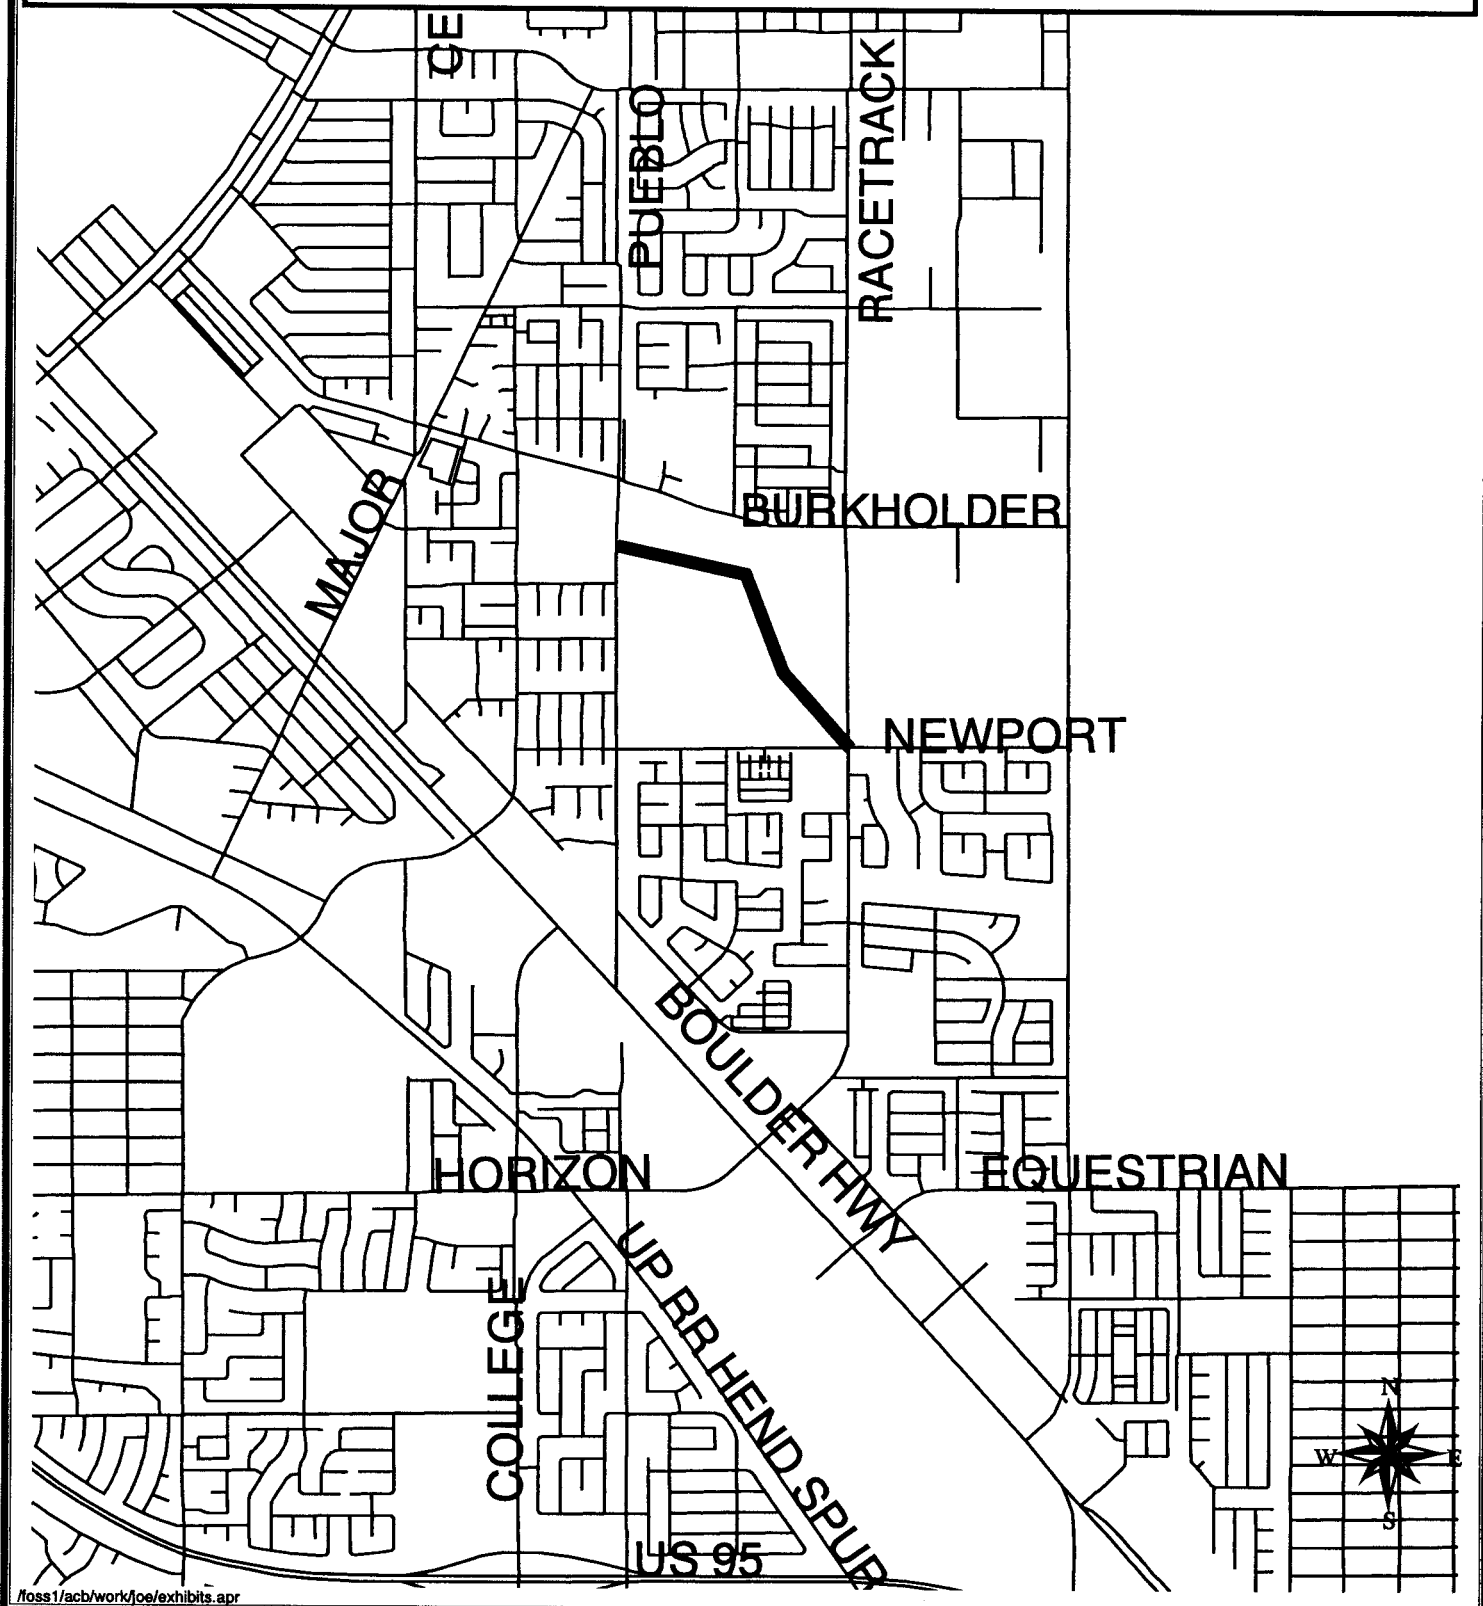 CE
PUEBLO
RACETRACK
MAJOR
BURKHOLDER
NEWPORT
BOULDER HWY
HORIZON
EQUESTRIAN
UP RR HEND SPUR
COLLEGE
N
W E
S
US 95
/foss1/acb/work/joe/exhibits.apr